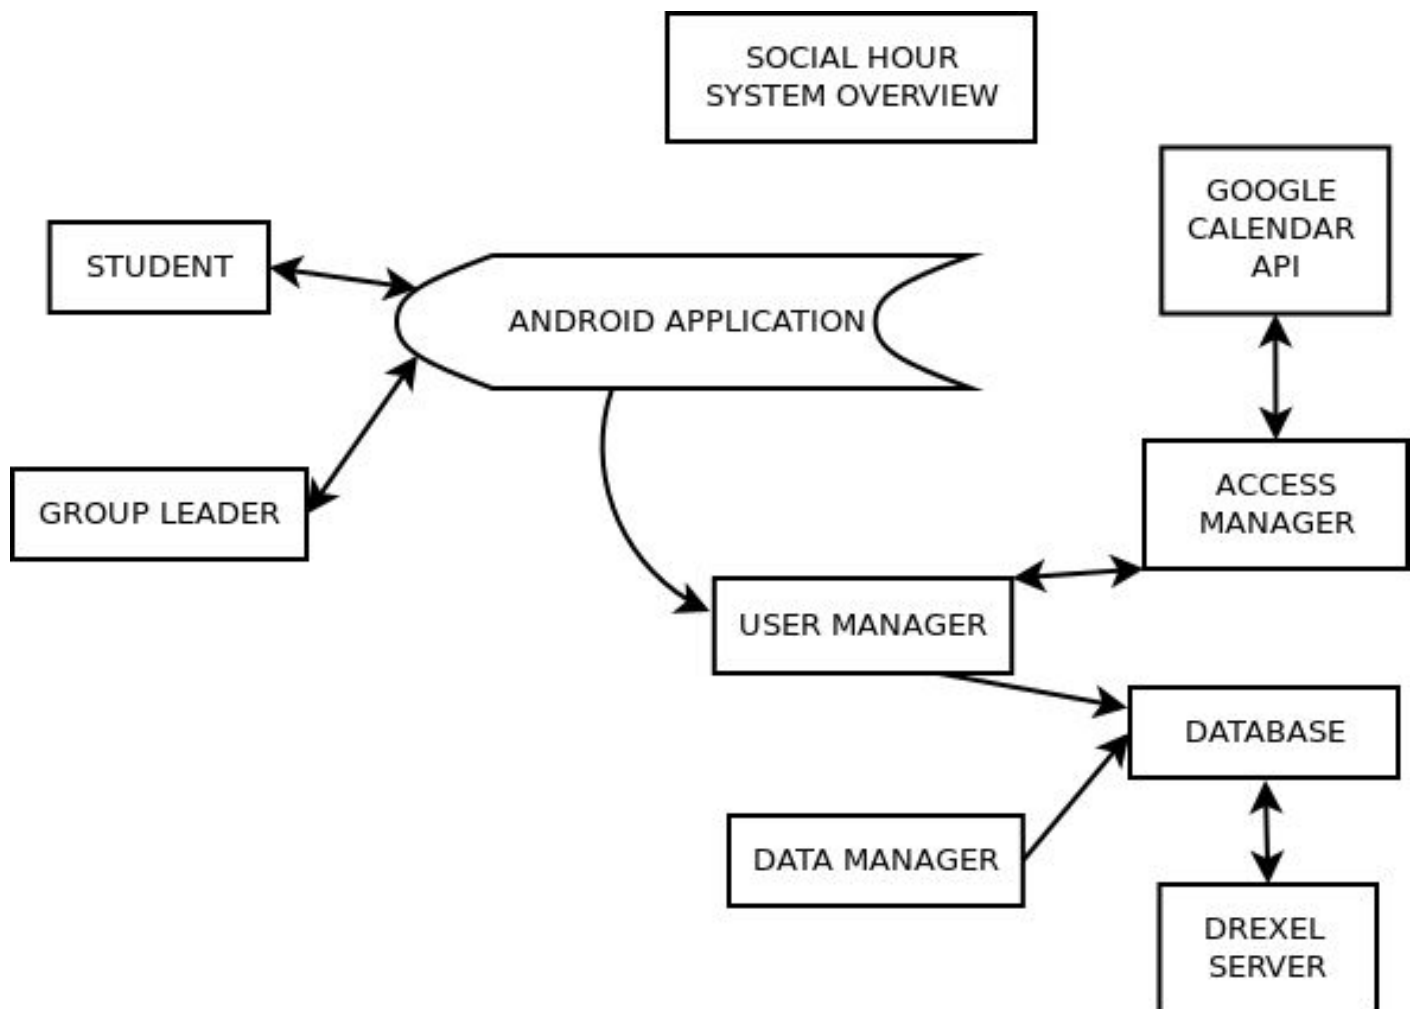 SOCIAL HOUR
SYSTEM OVERVIEW
GOOGLE
CALENDAR
API
STUDENT
ANDROID APPLICATION
GROUP LEADER
ACCESS
MANAGER
USER MANAGER
DATABASE
DATA MANAGER
DREXEL
SERVER